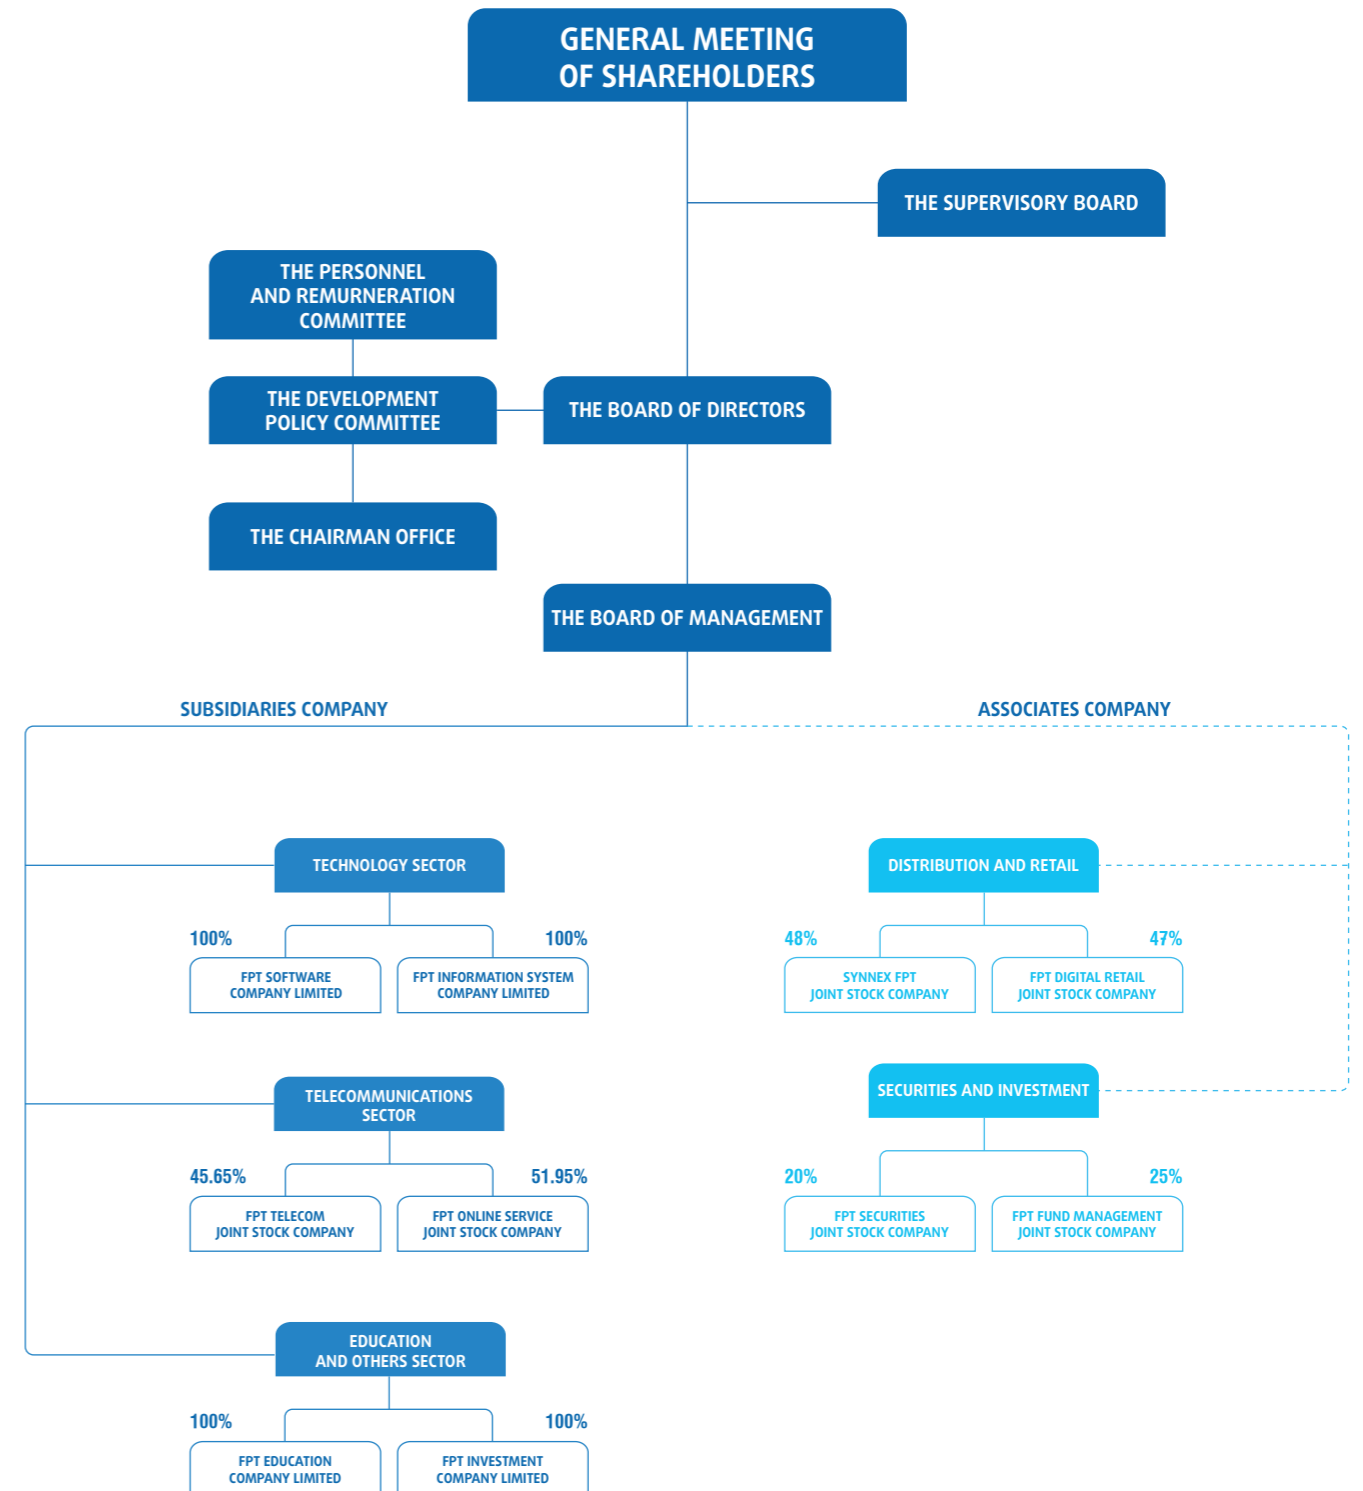 GENERAL MEETING
OF SHAREHOLDERS
THE SUPERVISORY BOARD
THE PERSONNEL
AND REMURNERATION
COMMITTEE
THE DEVELOPMENT
POLICY COMMITTEE
THE BOARD OF DIRECTORS
THE CHAIRMAN OFFICE
THE BOARD OF MANAGEMENT
SUBSIDIARIES COMPANY
ASSOCIATES COMPANY
TECHNOLOGY SECTOR
100%
100%
FPT SOFTWARE
COMPANY LIMITED
FPT INFORMATION SYSTEM
COMPANY LIMITED
TELECOMMUNICATIONS
SECTOR
45.65%
51.95%
FPT TELECOM
JOINT STOCK COMPANY
FPT ONLINE SERVICE
JOINT STOCK COMPANY
EDUCATION
AND OTHERS SECTOR
100%
100%
FPT EDUCATION
COMPANY LIMITED
FPT INVESTMENT
COMPANY LIMITED
DISTRIBUTION AND RETAIL
48%
47%
SYNNEX FPT
JOINT STOCK COMPANY
FPT DIGITAL RETAIL
JOINT STOCK COMPANY
SECURITIES AND INVESTMENT
20%
25%
FPT SECURITIES
JOINT STOCK COMPANY
FPT FUND MANAGEMENT
JOINT STOCK COMPANY